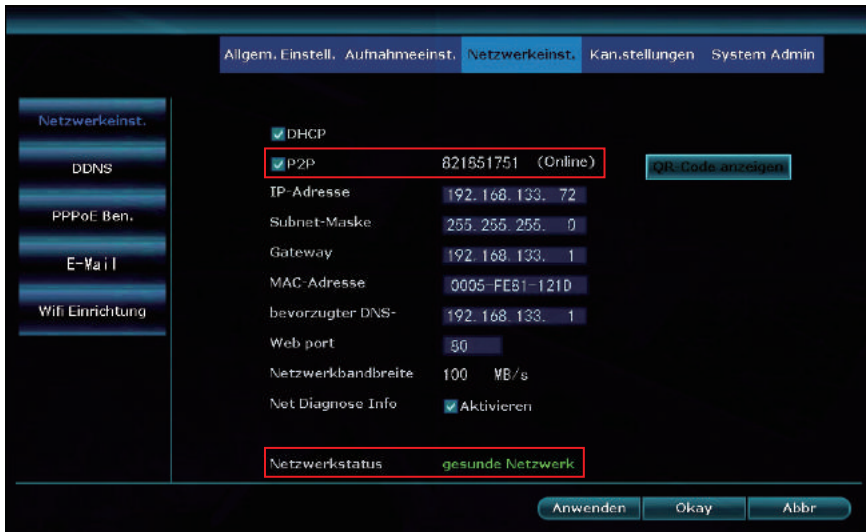 Allgem. Einstell. Aufnahmeeinst. Netzwerkeinst. Kan.stellungen System Admin
Netzwerkeinst.
DDNS
PPPoE Ben.
E-Mail
Wifi Einrichtung
DHCP
P2P 821851751 (Online) QR-Code anzeigen
IP-Adresse 192.168.133. 72
Subnet-Maske 255.255.255. 0
Gateway 192.168.133. 1
MAC-Adresse 0005-FE81-121D
bevorzugter DNS- 192.168.133. 1
Web port 80
Netzwerkbandbreite 100 MB/s
Net Diagnose Info Aktivieren
Netzwerkstatus gesunde Netzwerk
Anwenden Okay Abbr